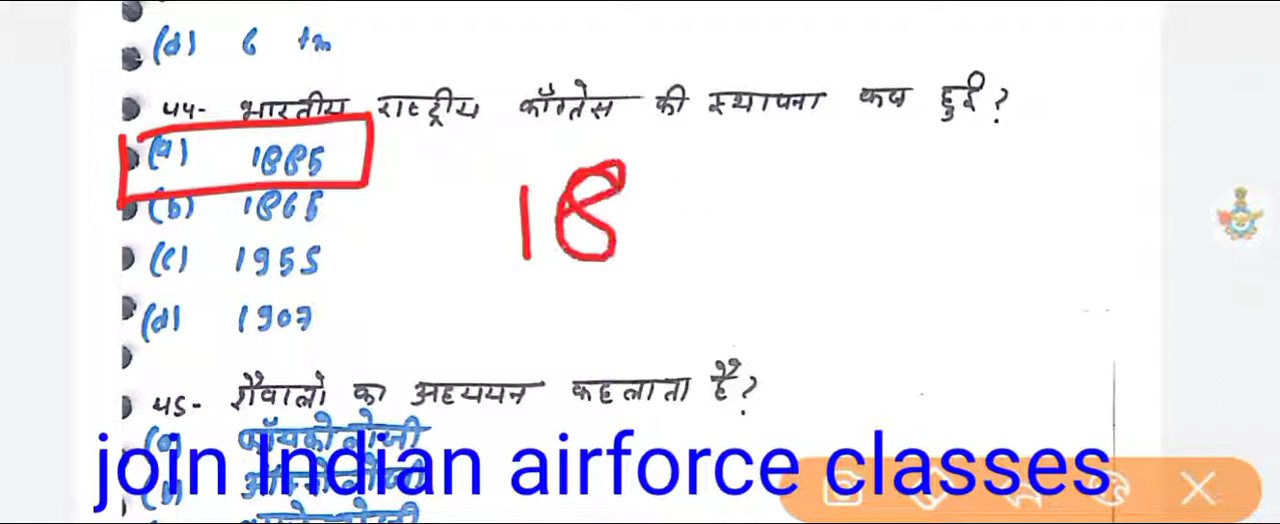 (d) 6 km
44- भारतीय राष्ट्रीय काँग्रेस की स्थापना कब हुई?
(a) 1885
(b) 1868
18
(c) 1955
(d) 1907
45- शैवालो का अध्ययन कहलाता है?
(a) फॉयकोलोजी
join Indian airforce classes